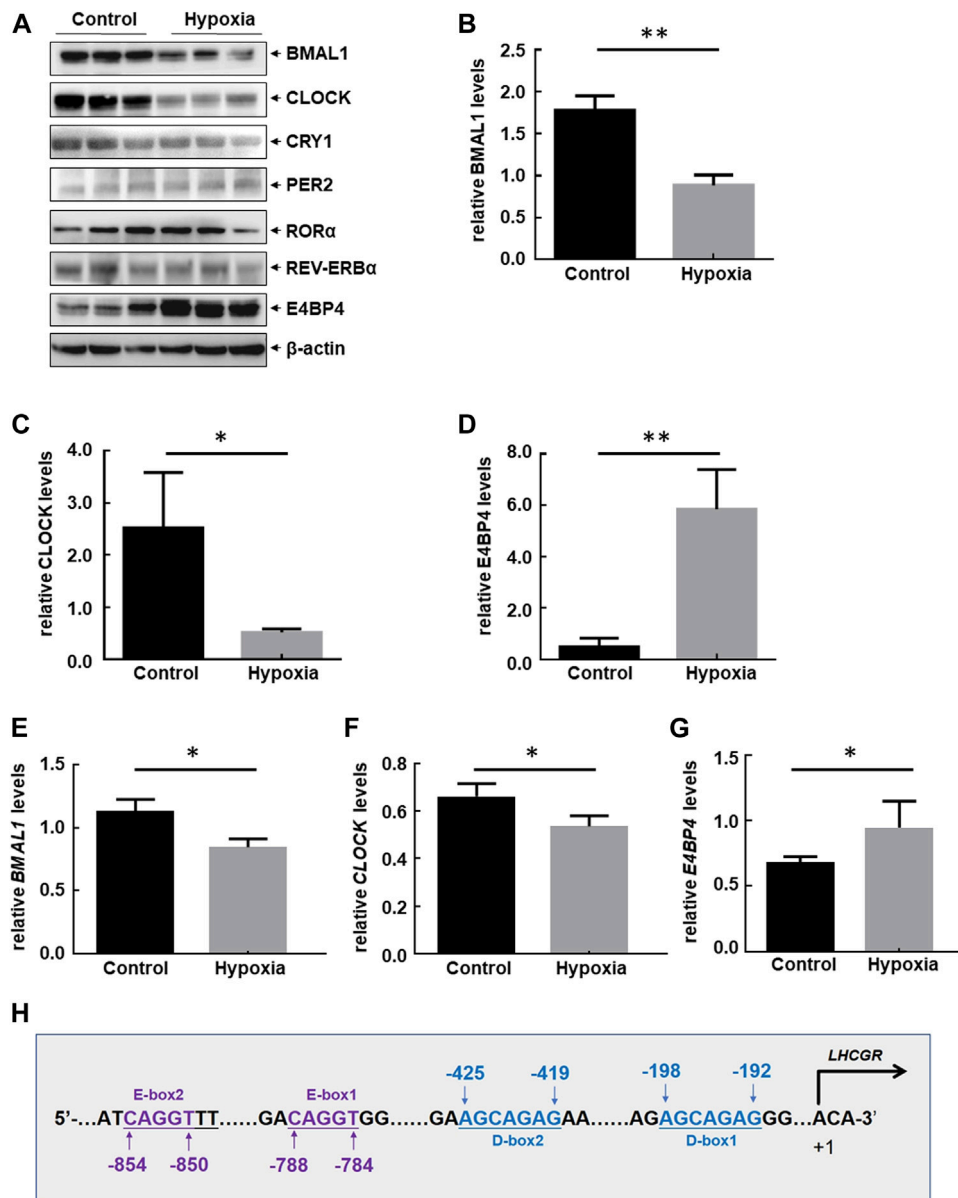 A
Control Hypoxia
BMAL1
CLOCK
CRY1
PER2
RORα
REV-ERBα
E4BP4
β-actin
B
**
relative BMAL1 levels
2.5
2.0
1.5
1.0
0.5
0.0
Control Hypoxia
C
*
relative CLOCK levels
4.0
3.0
2.0
1.0
0.0
Control Hypoxia
D
**
relative E4BP4 levels
8.0
6.0
4.0
2.0
0.0
Control Hypoxia
E
*
relative BMAL1 levels
1.5
1.0
0.5
0.0
Control Hypoxia
F
*
relative CLOCK levels
0.8
0.6
0.4
0.2
0.0
Control Hypoxia
G
*
relative E4BP4 levels
1.5
1.0
0.5
0.0
Control Hypoxia
H
-425 -419 -198 -192 LHCGR
E-box2 E-box1
5'-...ATCAGGTTT......GACAGGTGG......GAAGCAGAGAA......AGAGCAGAGGG...ACA-3'
D-box2 D-box1
-854 -850 -788 -784 +1